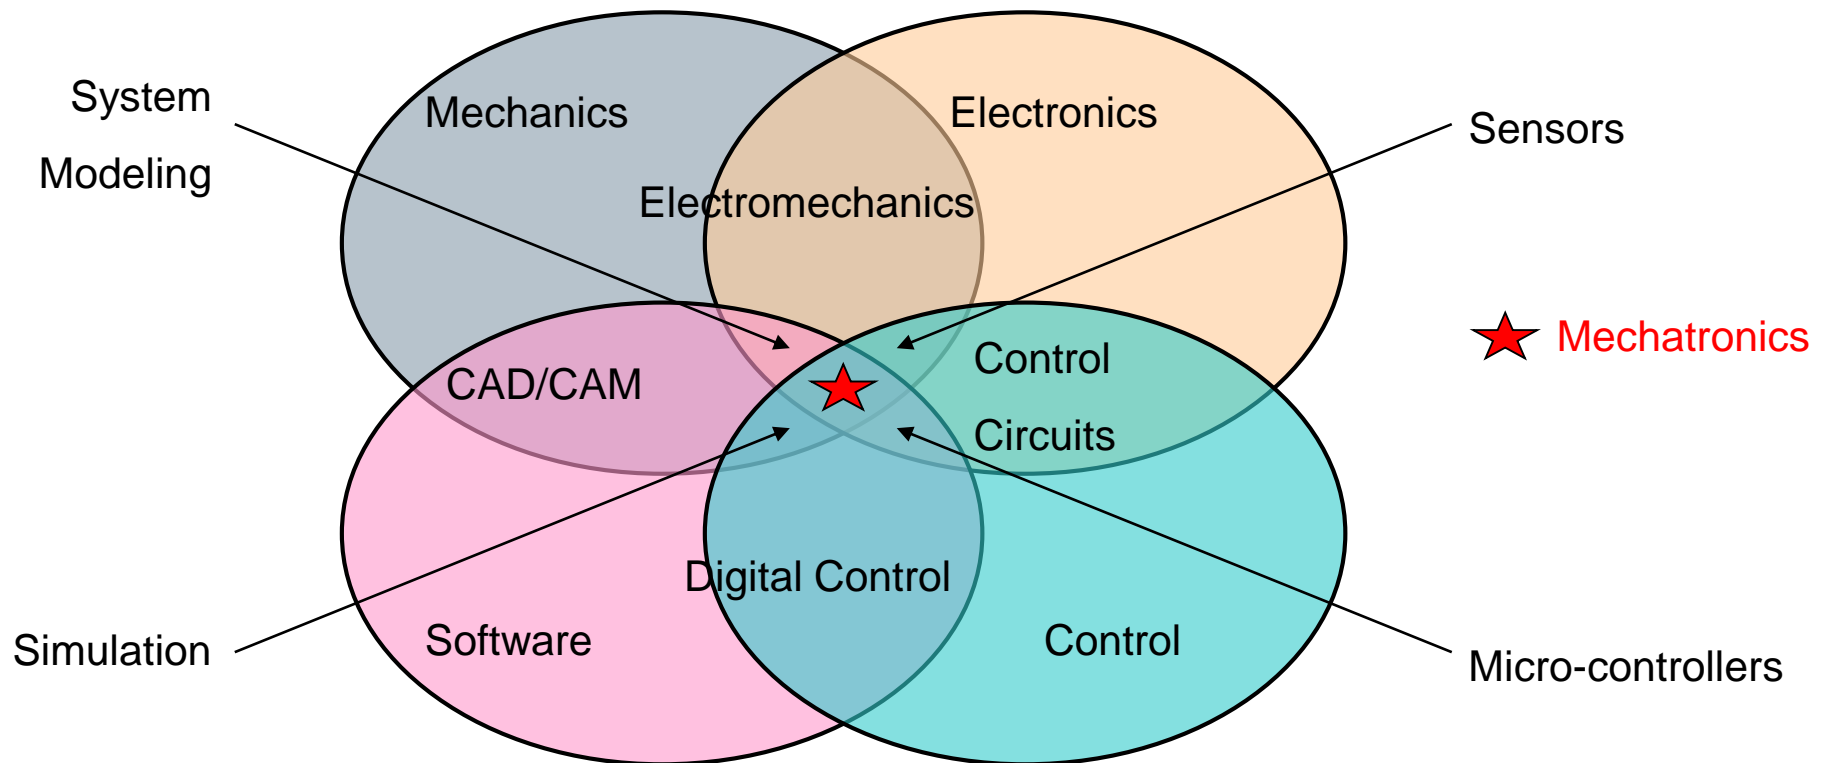 System
Modeling
Mechanics
Electronics
Sensors
Electromechanics
Mechatronics
CAD/CAM
Control
Circuits
Digital Control
Simulation
Software
Control
Micro-controllers